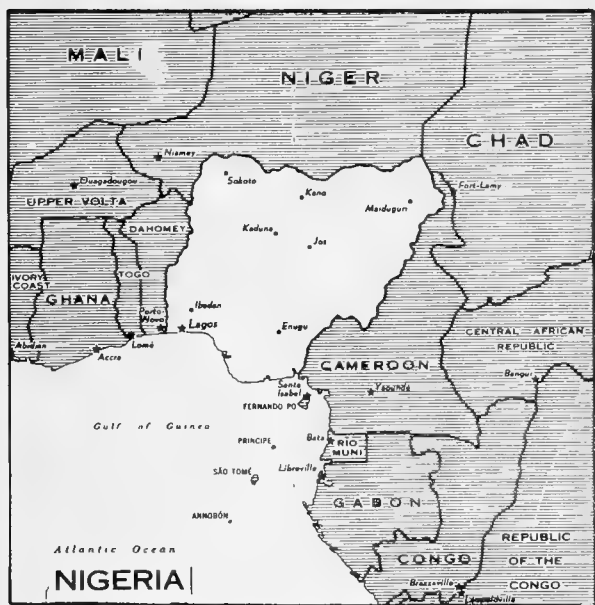 MALI
NIGER
CHAD
Niamey
Ouagadougou
Sokoto
Kano
Maiduguri
Fort-Lamy
UPPER VOLTA
DAHOMEY
Kaduna
Jos
IVORY
COAST
GHANA
TOGO
Porto-
Novo
Ibadan
Lagos
Enugu
Abidjan
Accra
Lomé
CENTRAL AFRICAN
REPUBLIC
Bangui
CAMEROON
Yaounde
Santa
Isabel
FERNANDO PO
Gulf of Guinea
PRINCIPE
Bata
RIO
MUNI
SÃO TOMÉ
Libreville
GABON
ANNOBÓN
Atlantic Ocean
CONGO
REPUBLIC
OF THE
CONGO
Brazzaville
Léopoldville
NIGERIA